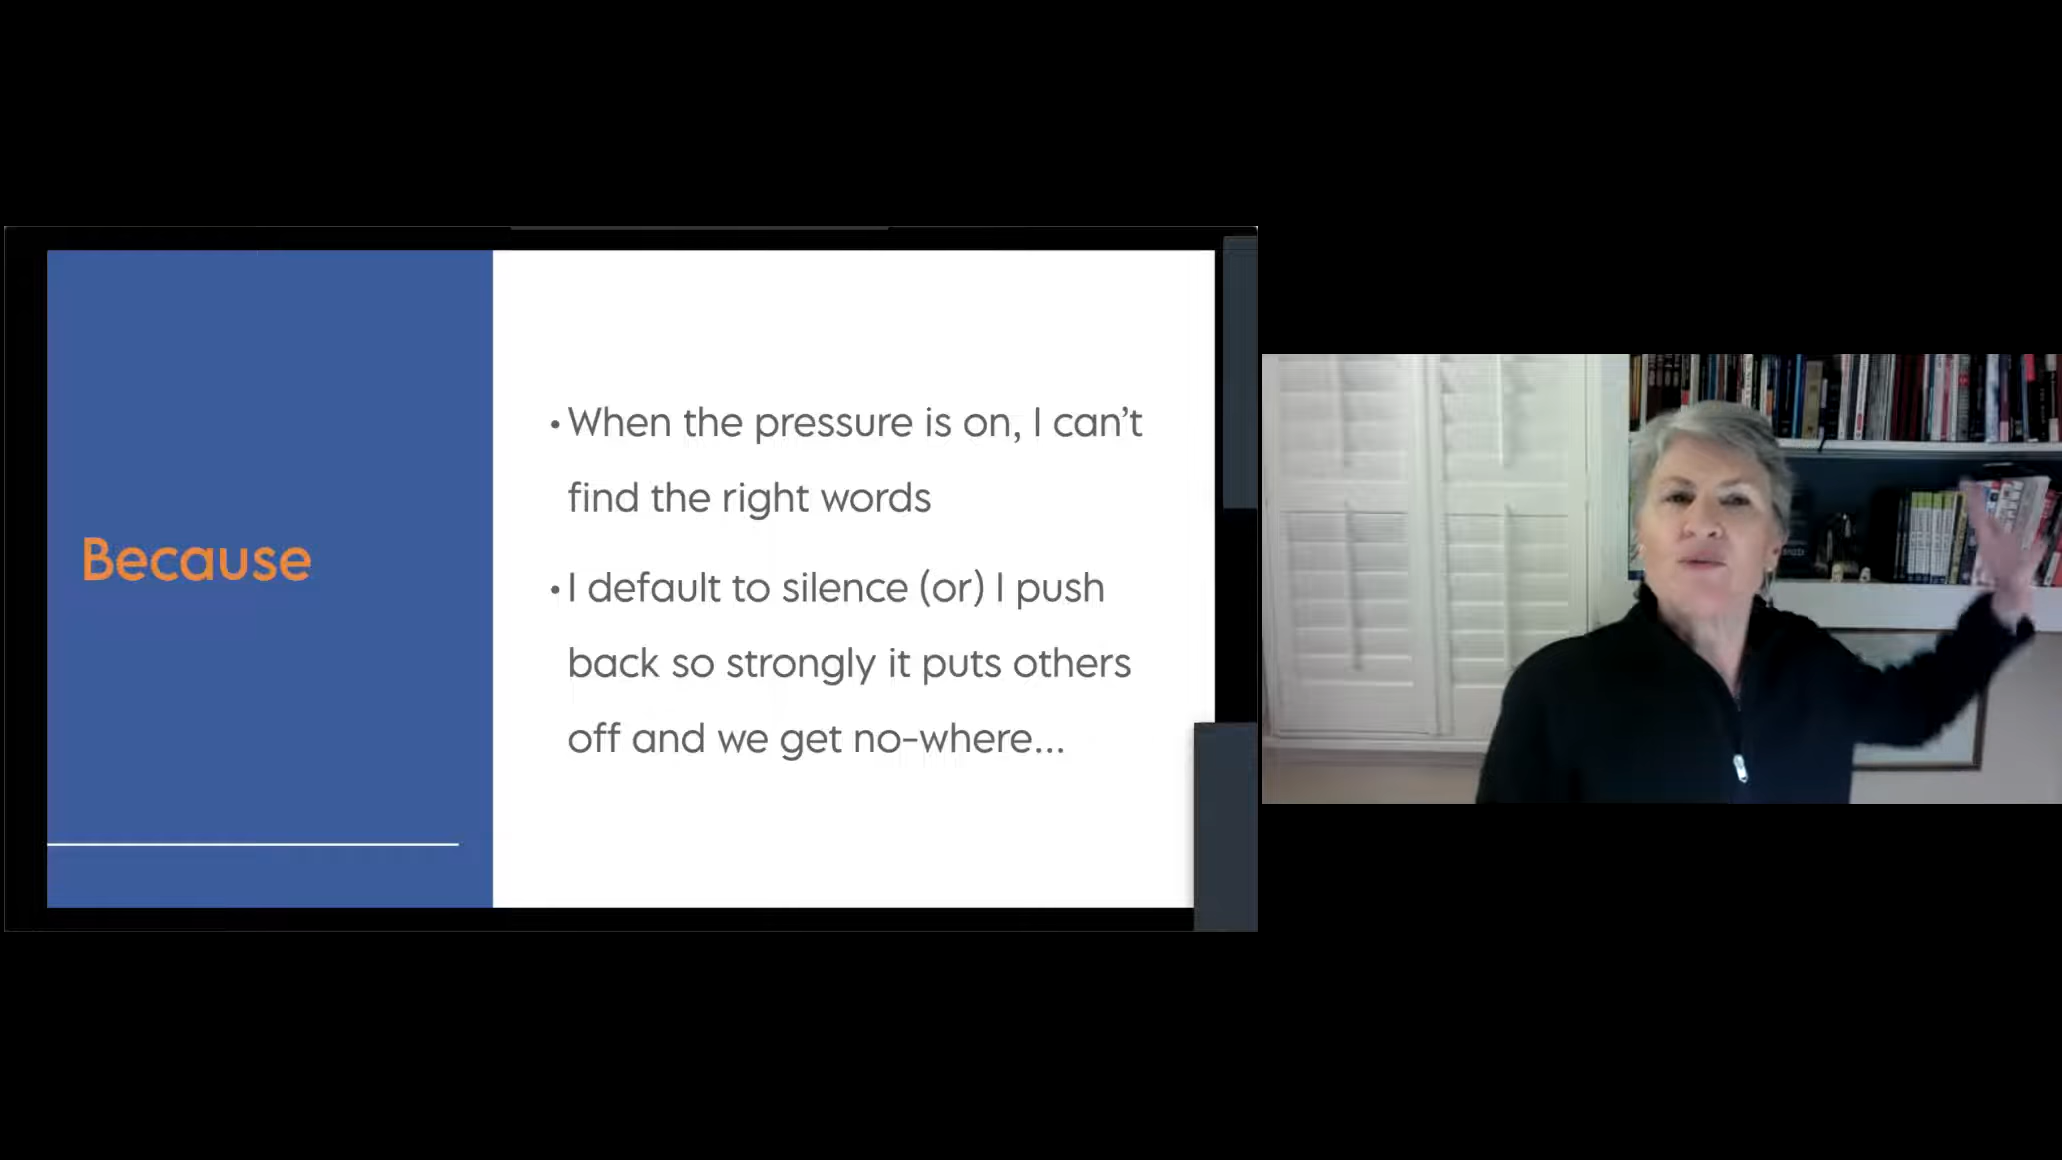 Because
• When the pressure is on, I can’t
find the right words
• I default to silence (or) I push
back so strongly it puts others
off and we get no-where...